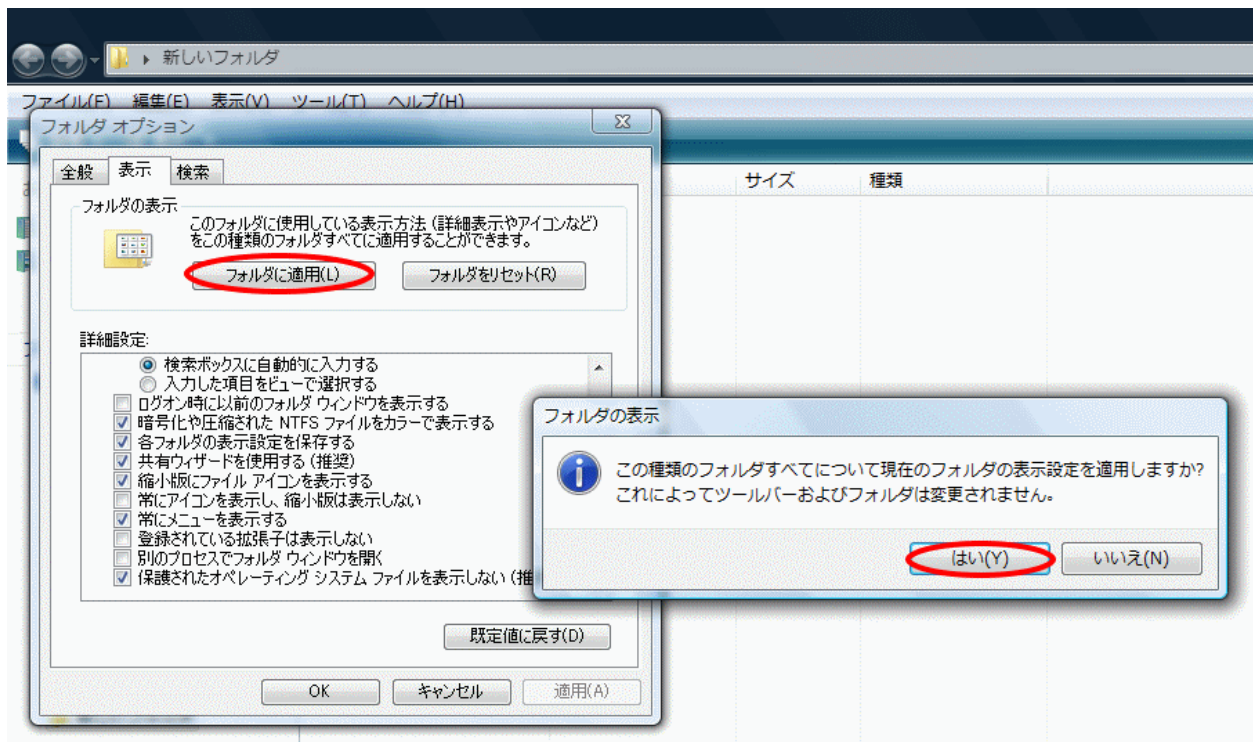 新しいフォルダ
ファイル(F) 編集(E) 表示(V) ツール(T) ヘルプ(H)
フォルダ オプション
サイズ 種類
全般 表示 検索
フォルダの表示
このフォルダに使用している表示方法 (詳細表示やアイコンなど)
をこの種類のフォルダすべてに適用することができます。
フォルダに適用(L) フォルダをリセット(R)
詳細設定:
検索ボックスに自動的に入力する
入力した項目をビューで選択する
ログオン時に以前のフォルダ ウィンドウを表示する
暗号化や圧縮された NTFS ファイルをカラーで表示する
各フォルダの表示設定を保存する
共有ウィザードを使用する (推奨)
縮小版にファイル アイコンを表示する
常にアイコンを表示し、縮小版は表示しない
常にメニューを表示する
登録されている拡張子は表示しない
別のプロセスでフォルダ ウィンドウを開く
保護されたオペレーティング システム ファイルを表示しない (推
既定値に戻す(D)
OK キャンセル 適用(A)
フォルダの表示
この種類のフォルダすべてについて現在のフォルダの表示設定を適用しますか?
これによってツールバーおよびフォルダは変更されません。
はい(Y) いいえ(N)